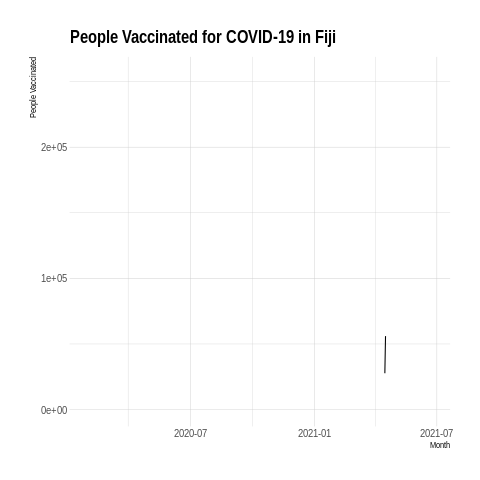 People Vaccinated for COVID-19 in Fiji
People Vaccinated
2e+05
1e+05
0e+00
2020-07 2021-01 2021-07
Month